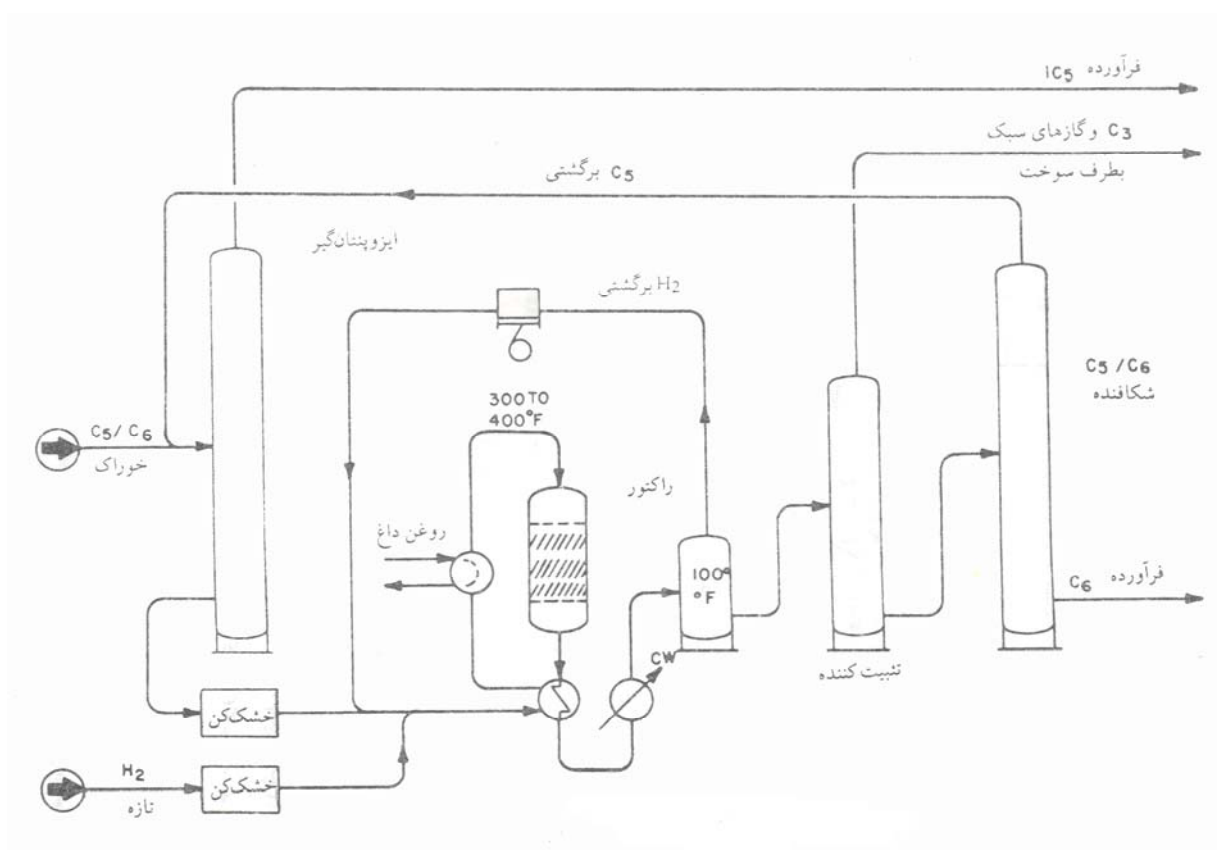 فرآورده iC5
C3 و گازهای سبک
بطرف سوخت
C5 برگشتی
ایزوپنتان‌گیر
H2 برگشتی
C5/C6
شکافنده
300 TO
400°F
C5/C6
خوراک
راکتور
روغن داغ
100°
°F
فرآورده C6
CW
تثبیت کننده
خشک‌کن
H2
تازه
خشک‌کن